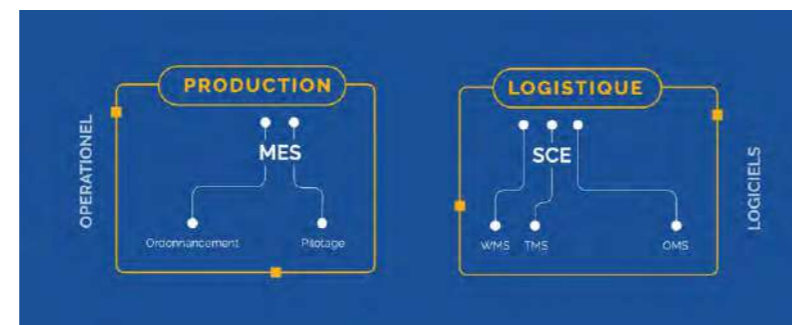 PRODUCTION
LOGISTIQUE
OPERATIONEL
MES
SCE
LOGICIELS
Ordonnancement
Pilotage
WMS
TMS
OMS